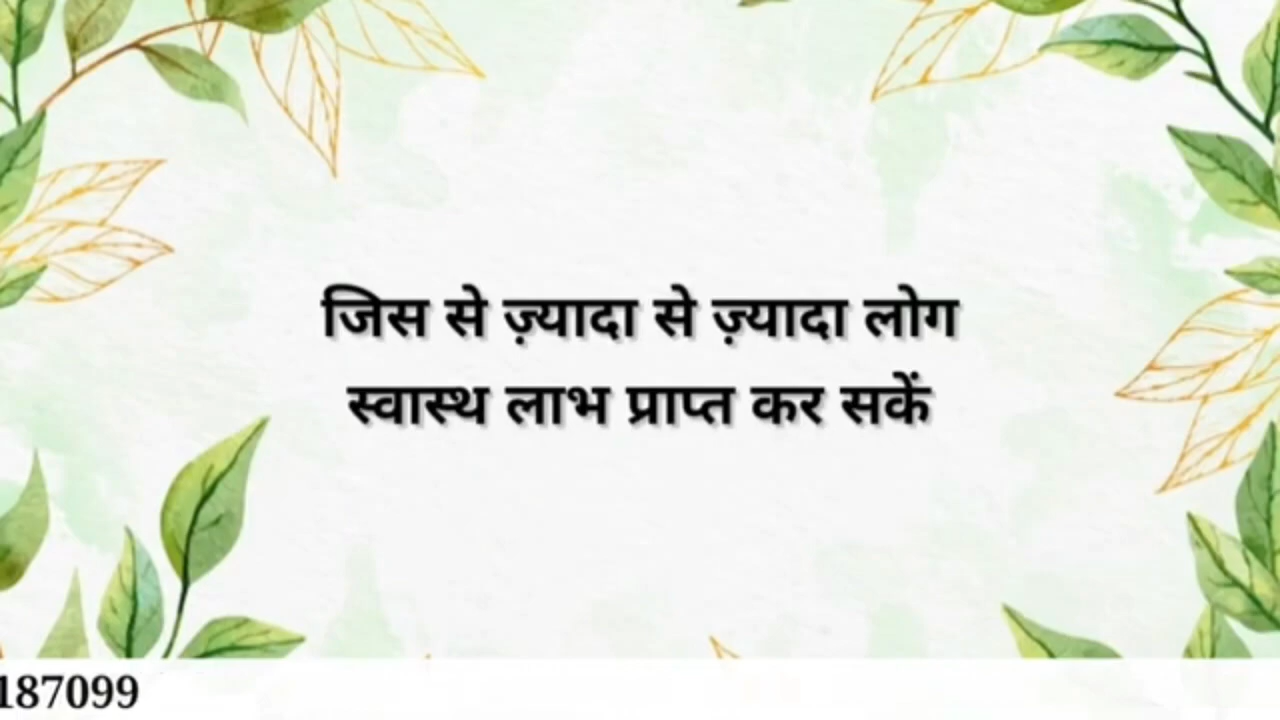 जिस से ज़्यादा से ज़्यादा लोग
स्वास्थ लाभ प्राप्त कर सकें
187099